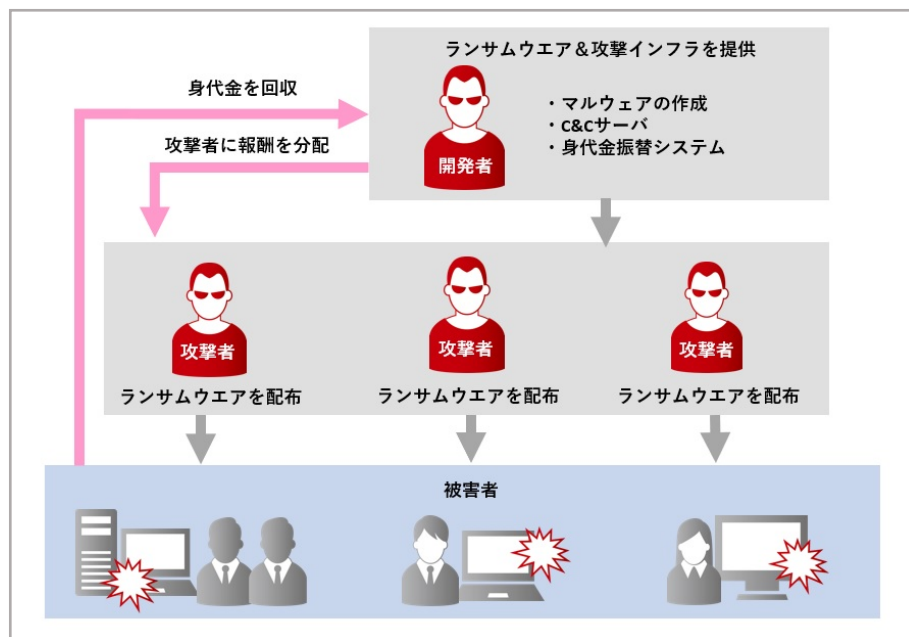 ランサムウエア＆攻撃インフラを提供
身代金を回収
・マルウェアの作成
・C&Cサーバ
・身代金振替システム
攻撃者に報酬を分配
開発者
攻撃者
攻撃者
攻撃者
ランサムウエアを配布
ランサムウエアを配布
ランサムウエアを配布
被害者